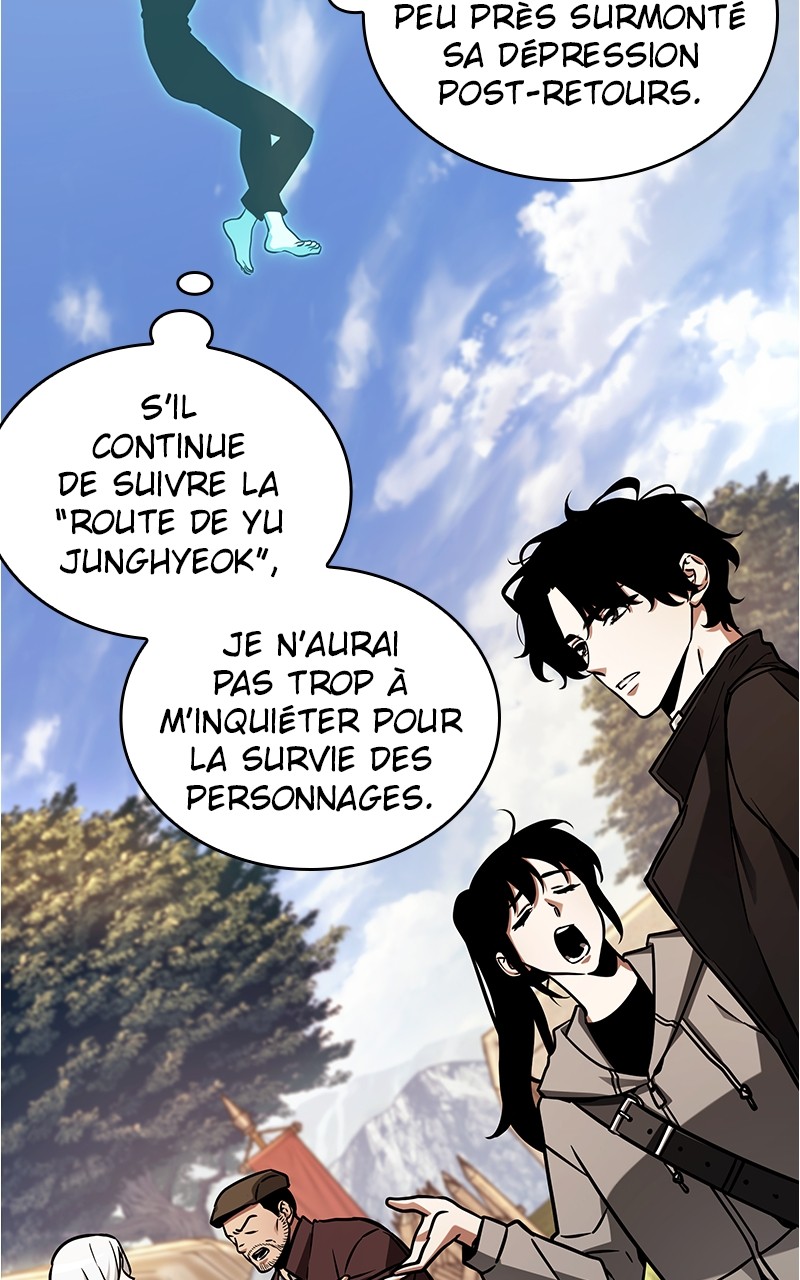 PEU PRÈS SURMONTÉ
SA DÉPRESSION
POST-RETOURS.
S'IL
CONTINUE
DE SUIVRE LA
"ROUTE DE YU
JUNGHYEOK",
JE N'AURAI
PAS TROP À
M'INQUIÉTER POUR
LA SURVIE DES
PERSONNAGES.